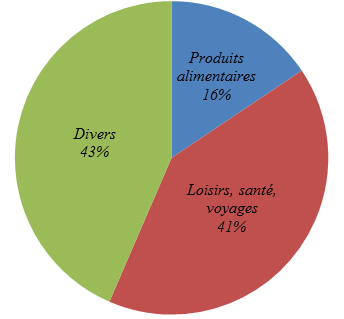 Produits
alimentaires
16%
Divers
43%
Loisirs, santé,
voyages
41%